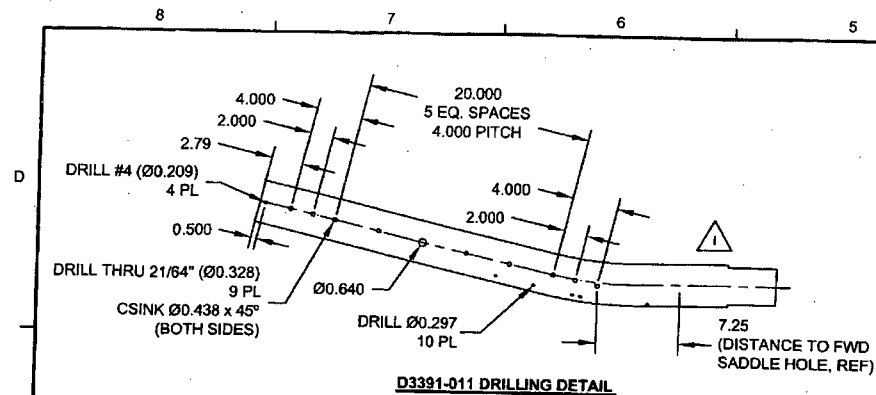 8
7
6
5
D
4.000
2.000
2.79
DRILL #4 (Ø0.209)
4 PL
0.500
DRILL THRU 21/64" (Ø0.328)
9 PL
CSINK Ø0.438 x 45º
(BOTH SIDES)
20.000
5 EQ. SPACES
4.000 PITCH
4.000
2.000
Ø0.640
DRILL Ø0.297
10 PL
1
7.25
(DISTANCE TO FWD
SADDLE HOLE, REF)
D3391-011 DRILLING DETAIL